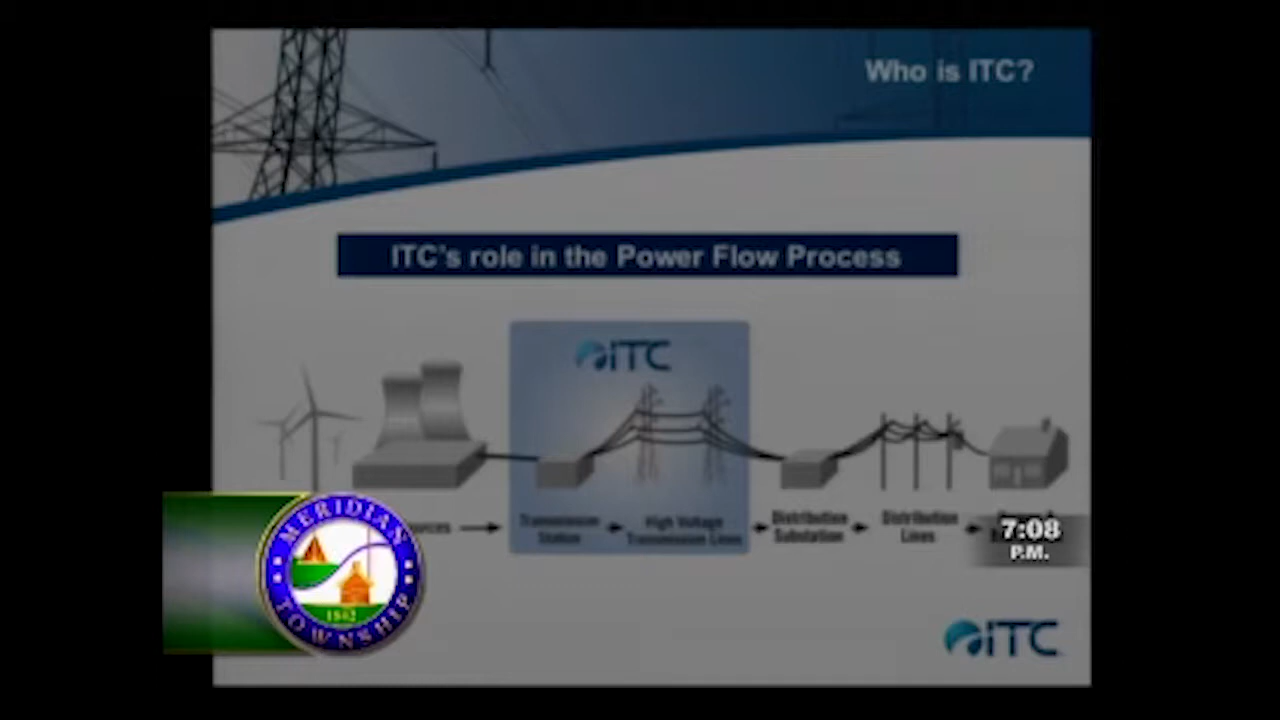 Who is ITC?
ITC's role in the Power Flow Process
ITC
Transmission
Station
High Voltage
Transmission Lines
Distribution
Substation
Distribution
Lines
7:08
P.M.
MERIDIAN
TOWNSHIP
1842
ITC